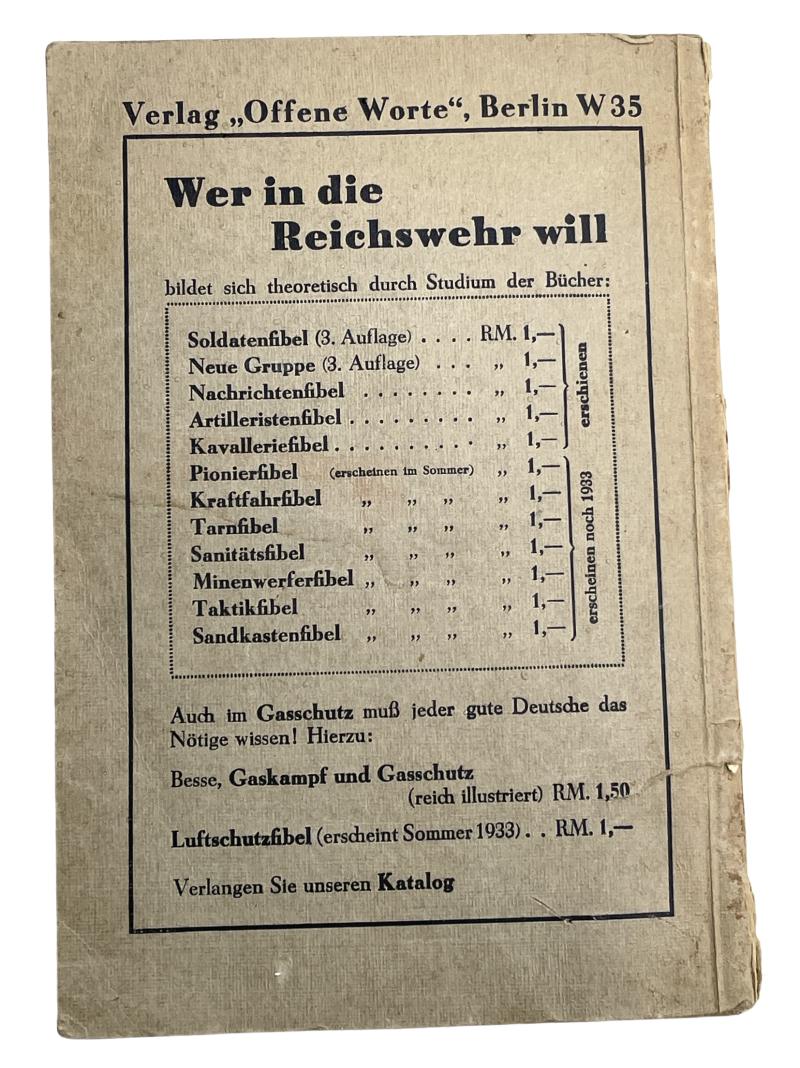 Verlag „Offene Worte“, Berlin W 35
Wer in die
Reichswehr will
bildet sich theoretisch durch Studium der Bücher:
Soldatenfibel (3. Auflage) . . . . RM. 1,—
Neue Gruppe (3. Auflage) . . . „ 1,—
Nachrichtenfibel . . . . . . . . „ 1,—
Artilleristenfibel . . . . . . . . . „ 1,—
Kavalleriefibel . . . . . . . . . . „ 1,—
erschienen
Pionierfibel (erscheinen im Sommer) „ 1,—
Kraftfahrfibel „ „ „ „ 1,—
Tarnfibel „ „ „ „ 1,—
Sanitätsfibel „ „ „ „ 1,—
Minenwerferfibel „ „ „ „ 1,—
Taktikfibel „ „ „ „ 1,—
Sandkastenfibel „ „ „ „ 1,—
erscheinen noch 1933
Auch im Gasschutz muß jeder gute Deutsche das
Nötige wissen! Hierzu:
Besse, Gaskampf und Gasschutz
(reich illustriert) RM. 1,50
Luftschutzfibel (erscheint Sommer 1933) . . RM. 1,—
Verlangen Sie unseren Katalog